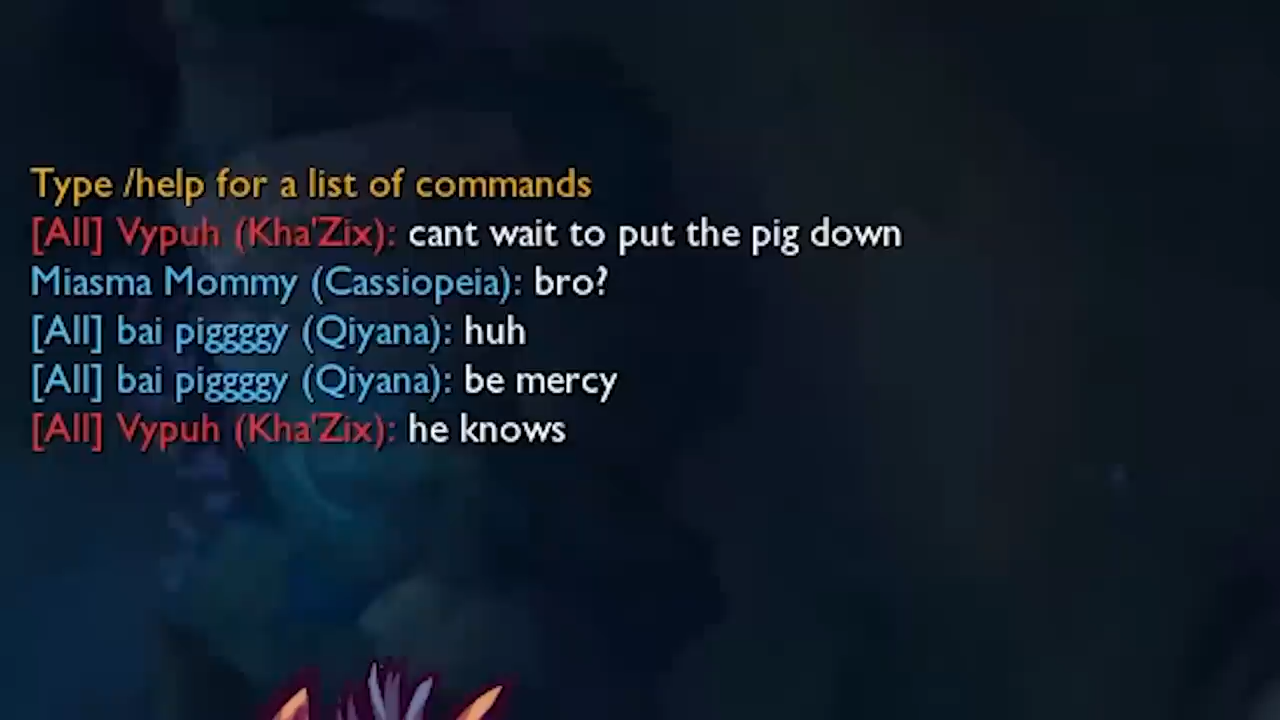 Type /help for a list of commands
[All] Vypuh (Kha'Zix): cant wait to put the pig down
Miasma Mommy (Cassiopeia): bro?
[All] bai piggggy (Qiyana): huh
[All] bai piggggy (Qiyana): be mercy
[All] Vypuh (Kha'Zix): he knows